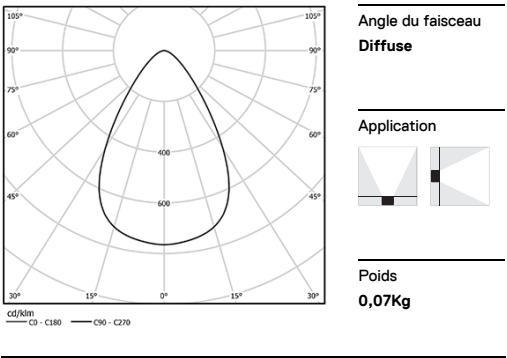 105°
105°
90°
90°
75°
75°
60°
60°
400
45°
600
45°
30°
15°
0°
15°
30°
cd/klm
C0 - C180
C90 - C270
Angle du faisceau
Diffuse
Application
Poids
0,07Kg